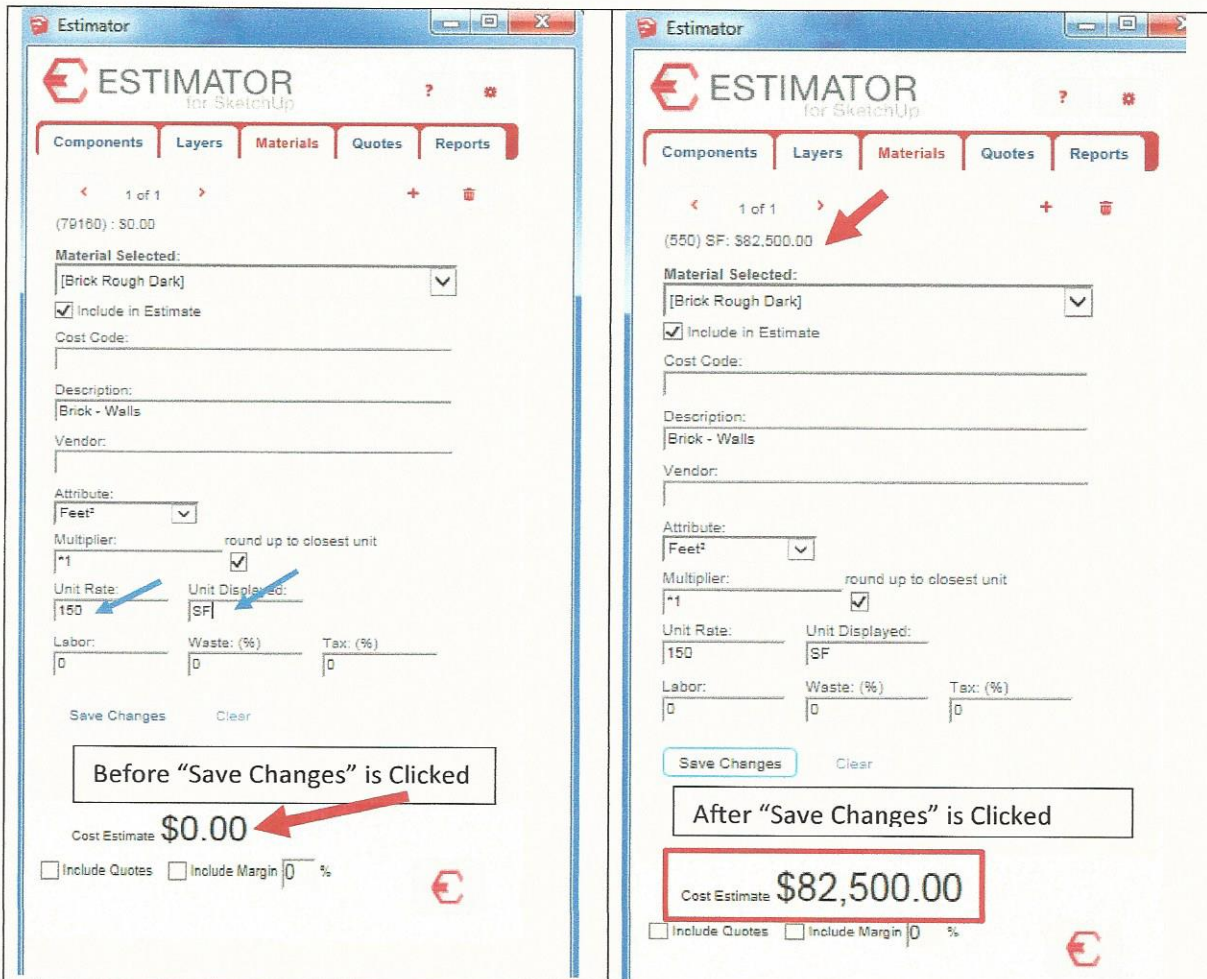 Estimator
ESTIMATOR
for SketchUp
?
Components Layers Materials Quotes Reports
< 1 of 1 > +
(79160) : $0.00
Material Selected:
[Brick Rough Dark]
Include in Estimate
Cost Code:
Description:
Brick - Walls
Vendor:
Attribute:
Feet²
Multiplier: round up to closest unit
*1
Unit Rate: Unit Displayed:
150 SF
Labor: Waste: (%) Tax: (%)
0 0 0
Save Changes Clear
Before “Save Changes” is Clicked
Cost Estimate $0.00
Include Quotes Include Margin 0 %
Estimator
ESTIMATOR
for SketchUp
?
Components Layers Materials Quotes Reports
< 1 of 1 > +
(550) SF: $82,500.00
Material Selected:
[Brick Rough Dark]
Include in Estimate
Cost Code:
Description:
Brick - Walls
Vendor:
Attribute:
Feet²
Multiplier: round up to closest unit
*1
Unit Rate: Unit Displayed:
150 SF
Labor: Waste: (%) Tax: (%)
0 0 0
Save Changes Clear
After “Save Changes” is Clicked
Cost Estimate $82,500.00
Include Quotes Include Margin 0 %